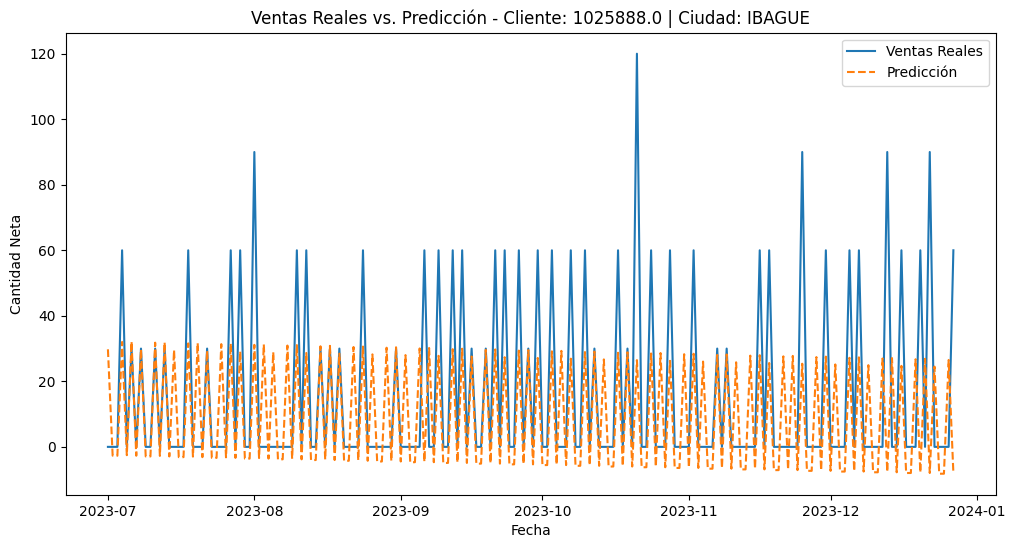 Ventas Reales vs. Predicción - Cliente: 1025888.0 | Ciudad: IBAGUE
Ventas Reales
Predicción
Cantidad Neta
120
100
80
60
40
20
0
2023-07
2023-08
2023-09
2023-10
2023-11
2023-12
2024-01
Fecha